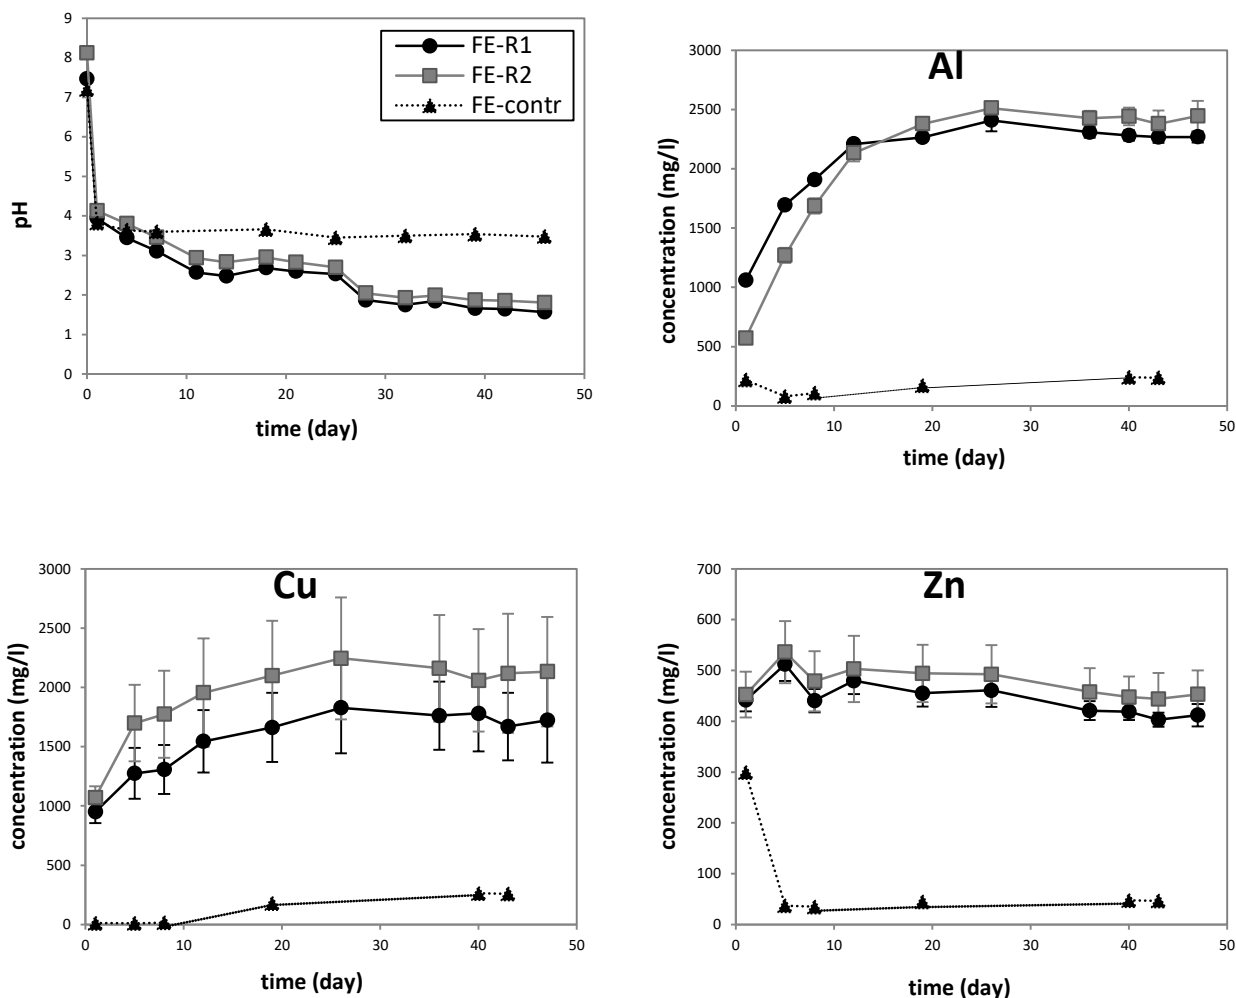 9
8
7
6
5
4
3
2
1
0
pH
0 10 20 30 40 50
time (day)
FE-R1
FE-R2
FE-contr
Al
3000
2500
2000
1500
1000
500
0
concentration (mg/l)
0 10 20 30 40 50
time (day)
Cu
3000
2500
2000
1500
1000
500
0
concentration (mg/l)
0 10 20 30 40 50
time (day)
Zn
700
600
500
400
300
200
100
0
concentration (mg/l)
0 10 20 30 40 50
time (day)